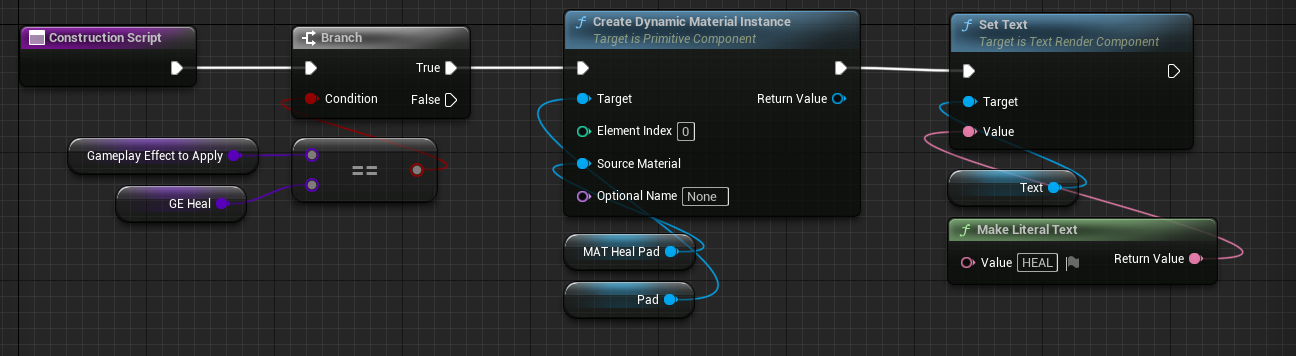 Construction Script
Branch
True
Condition
False
Gameplay Effect to Apply
==
GE Heal
Create Dynamic Material Instance
Target is Primitive Component
Target
Return Value
Element Index 0
Source Material
Optional Name None
MAT Heal Pad
Pad
Set Text
Target is Text Render Component
Target
Value
Text
Make Literal Text
Value HEAL
Return Value